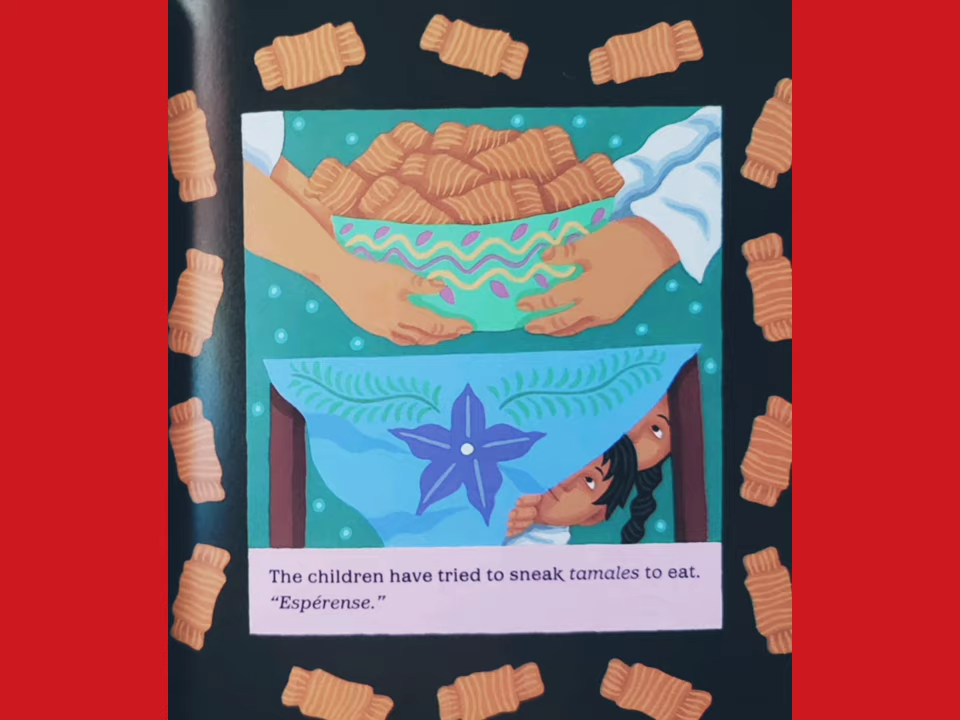 The children have tried to sneak tamales to eat.
“Espérense.”